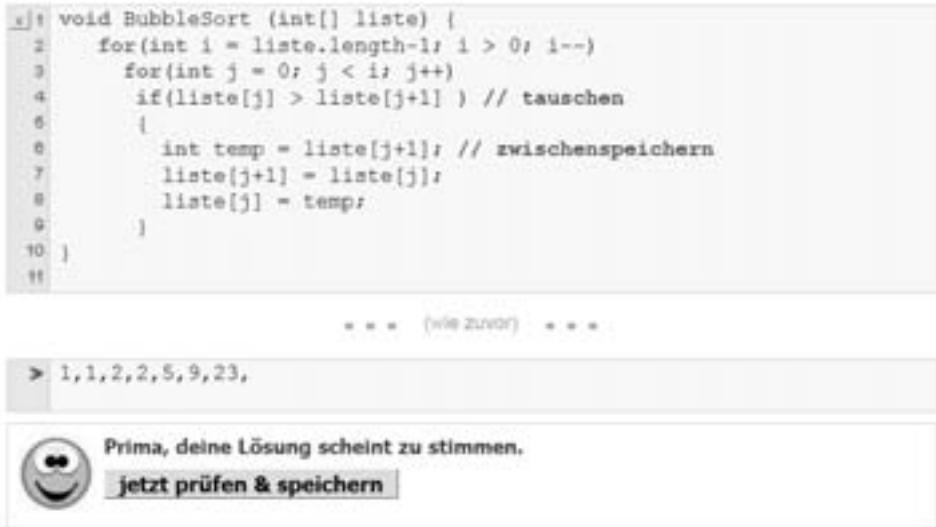 x 1 void BubbleSort (int[] liste) {
2 for(int i = liste.length-1; i > 0; i--)
3 for(int j = 0; j < i; j++)
4 if(liste[j] > liste[j+1] ) // tauschen
5 {
6 int temp = liste[j+1]; // zwischenspeichern
7 liste[j+1] = liste[j];
8 liste[j] = temp;
9 }
10 }
11
(wie zuvor)
> 1,1,2,2,5,9,23,
Prima, deine Lösung scheint zu stimmen.
jetzt prüfen & speichern